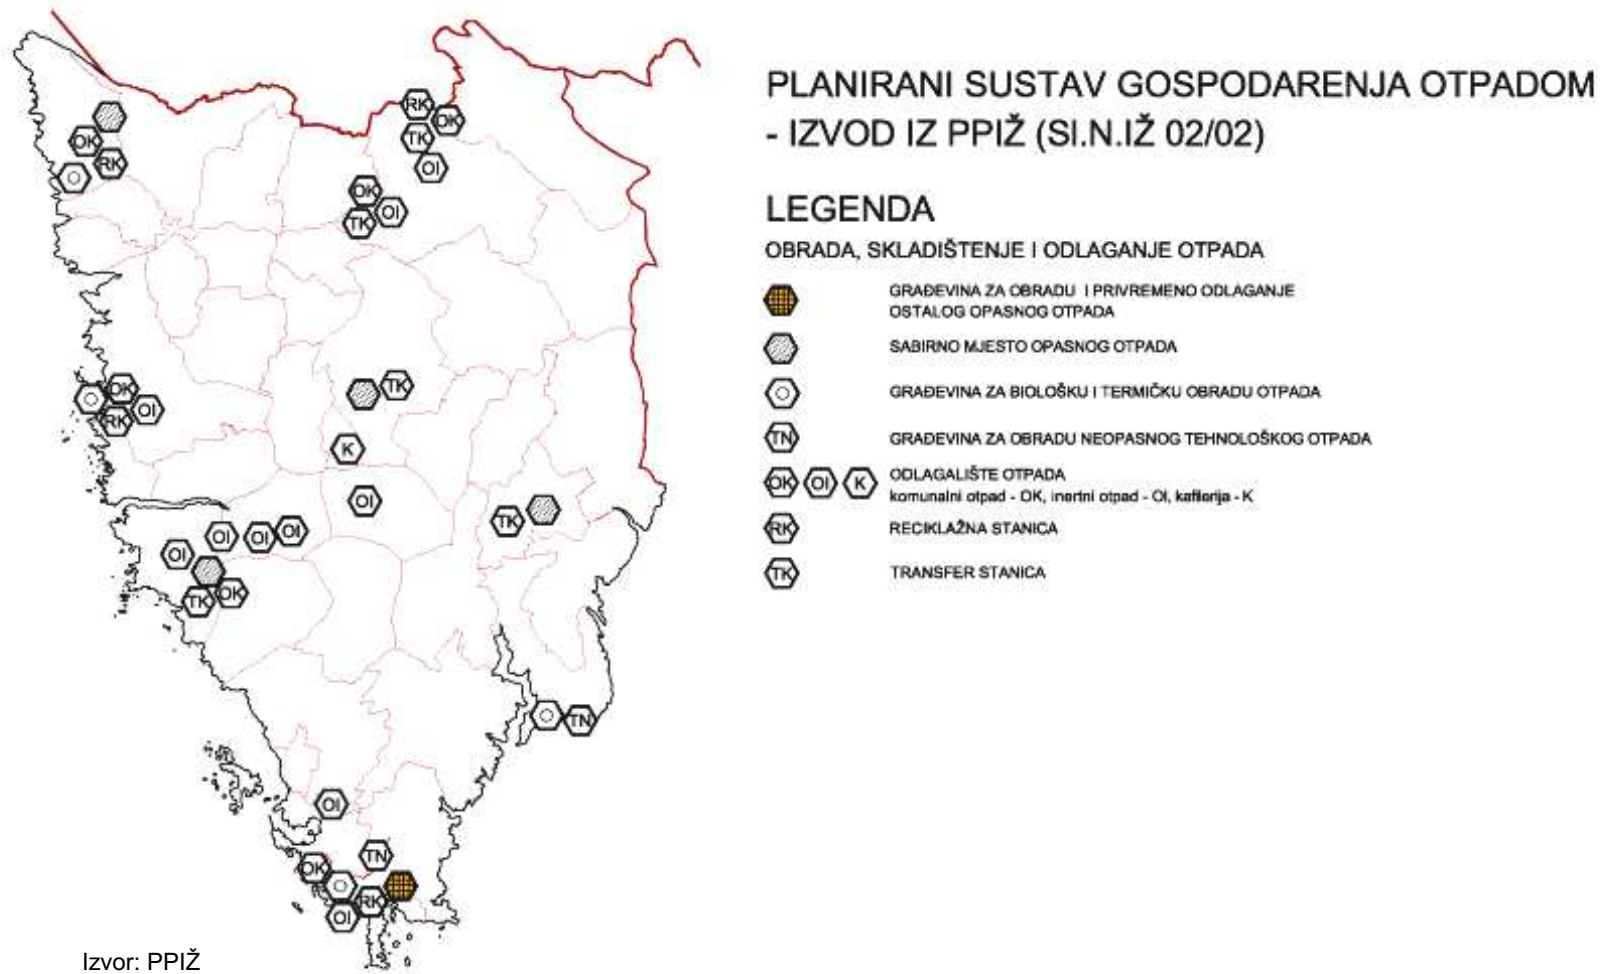 PLANIRANI SUSTAV GOSPODARENJA OTPADOM
- IZVOD IZ PPIŽ (SI.N.IŽ 02/02)
LEGENDA
OBRADA, SKLADIŠTENJE I ODLAGANJE OTPADA
GRAĐEVINA ZA OBRADU I PRIVREMENO ODLAGANJE
OSTALOG OPASNOG OTPADA
SABIRNO MJESTO OPASNOG OTPADA
GRAĐEVINA ZA BIOLOŠKU I TERMIČKU OBRADU OTPADA
TN GRAĐEVINA ZA OBRADU NEOPASNOG TEHNOLOŠKOG OTPADA
OK OI K ODLAGALIŠTE OTPADA
komunalni otpad - OK, inertni otpad - OI, kafilerija - K
RK RECIKLAŽNA STANICA
TK TRANSFER STANICA
RK
OK
TK
OI
OK
RK
OK
OI
TK
OK
RK
OI
TK
K
OI
TK
OI
OI
OI
OI
TK
OK
TN
OI
TN
OK
RK
OI
Izvor: PPIŽ